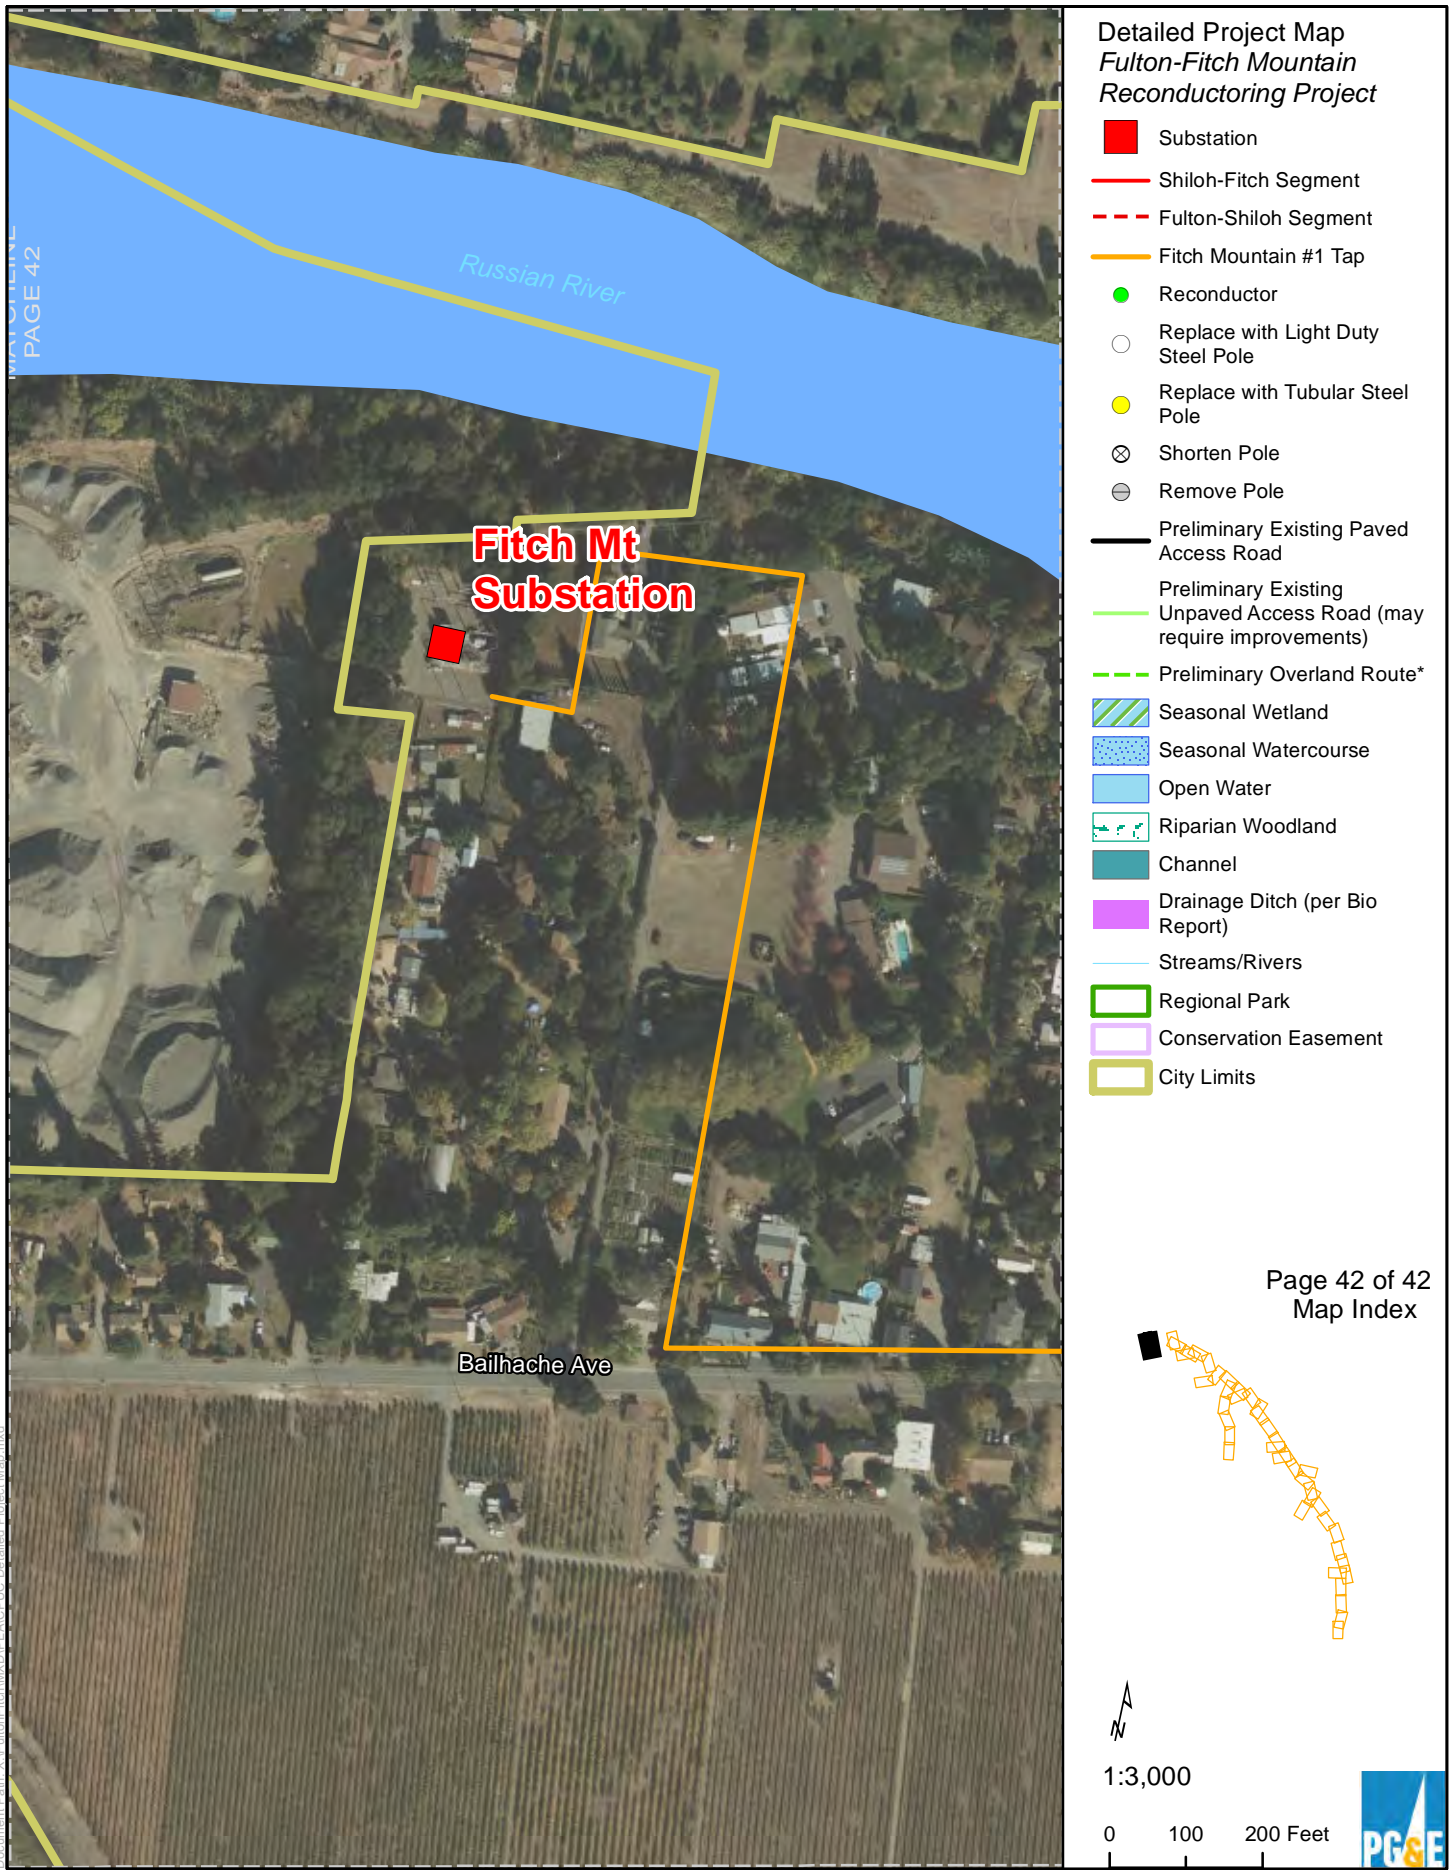 Detailed Project Map
Fulton-Fitch Mountain
Reconductoring Project
Substation
Shiloh-Fitch Segment
Fulton-Shiloh Segment
Fitch Mountain #1 Tap
Reconductor
Replace with Light Duty
Steel Pole
Replace with Tubular Steel
Pole
Shorten Pole
Remove Pole
Preliminary Existing Paved
Access Road
Preliminary Existing
Unpaved Access Road (may
require improvements)
Preliminary Overland Route*
Seasonal Wetland
Seasonal Watercourse
Open Water
Riparian Woodland
Channel
Drainage Ditch (per Bio
Report)
Streams/Rivers
Regional Park
Conservation Easement
City Limits
Page 42 of 42
Map Index
N
1:3,000
0 100 200 Feet
PG&E
MATCHLINE
PAGE 42
Russian River
Fitch Mt
Substation
Bailhache Ave